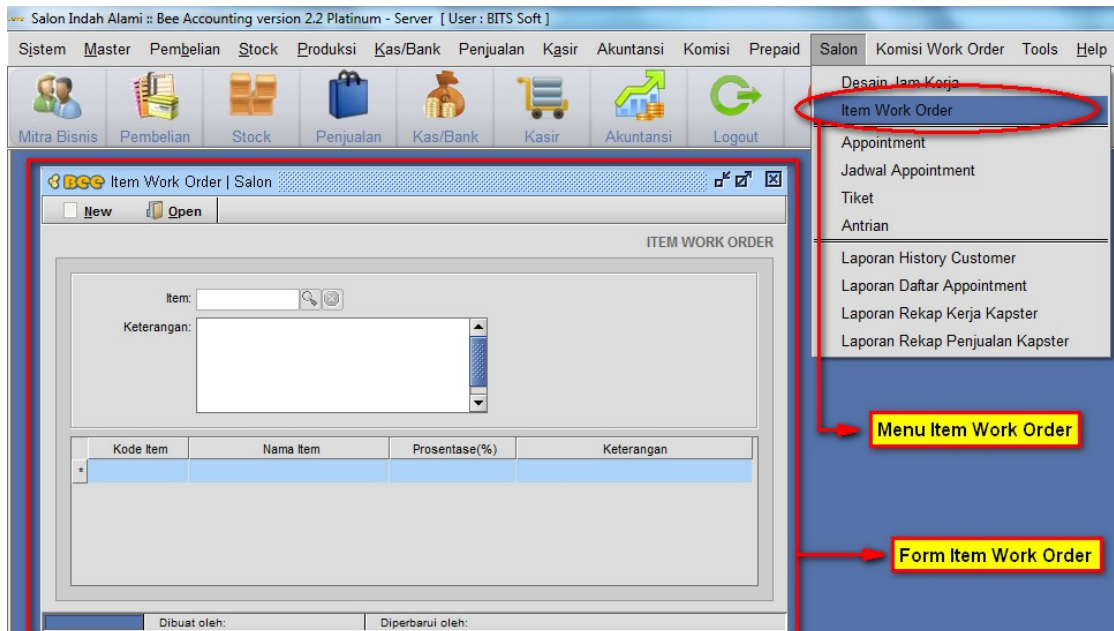 Salon Indah Alami :: Bee Accounting version 2.2 Platinum - Server [ User : BITS Soft ]
Sistem Master Pembelian Stock Produksi Kas/Bank Penjualan Kasir Akuntansi Komisi Prepaid Salon Komisi Work Order Tools Help
Mitra Bisnis Pembelian Stock Penjualan Kas/Bank Kasir Akuntansi Logout
Desain Jam Kerja
Item Work Order
Appointment
Jadwal Appointment
Tiket
Antrian
Laporan History Customer
Laporan Daftar Appointment
Laporan Rekap Kerja Kapster
Laporan Rekap Penjualan Kapster
BEE Item Work Order | Salon
New Open
ITEM WORK ORDER
Item:
Keterangan:
Kode Item Nama Item Prosentase(%) Keterangan
*
Dibuat oleh: Diperbarui oleh:
Menu Item Work Order
Form Item Work Order